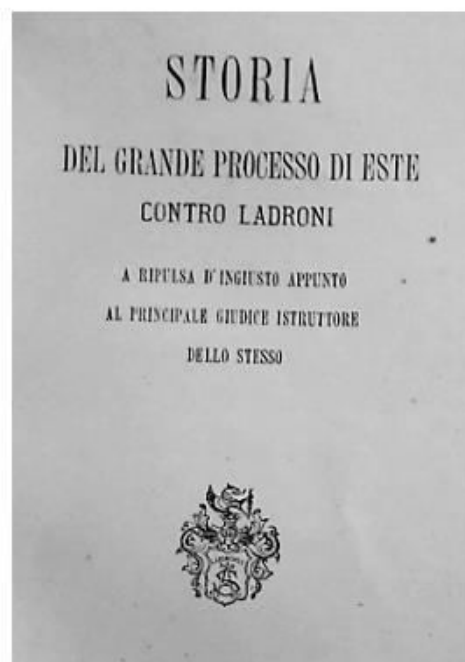 STORIA
DEL GRANDE PROCESSO DI ESTE
CONTRO LADRONI
A RIPULSA D'INGIUSTO APPUNTO
AL PRINCIPALE GIUDICE ISTRUTTORE
DELLO STESSO